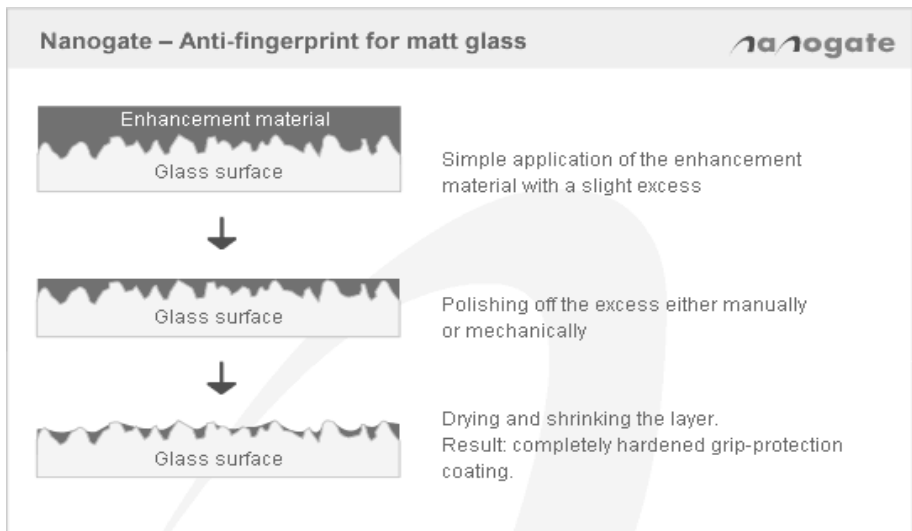 Nanogate – Anti-fingerprint for matt glass
nanogate
Enhancement material
Glass surface
Simple application of the enhancement
material with a slight excess
Glass surface
Polishing off the excess either manually
or mechanically
Glass surface
Drying and shrinking the layer.
Result: completely hardened grip-protection
coating.